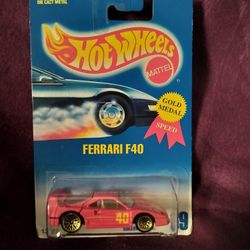 DIE CAST METAL
Hot Wheels
MATTEL
GOLD
MEDAL
SPEED
FERRARI F40
40